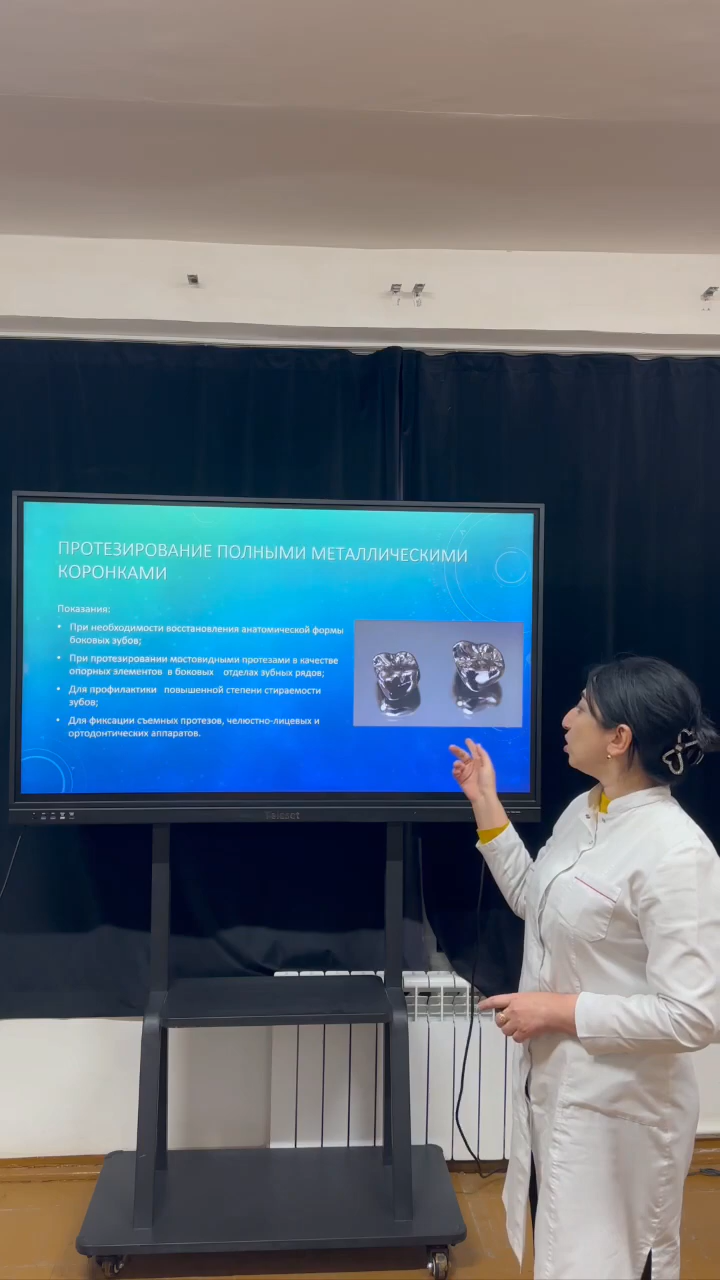 ПРОТЕЗИРОВАНИЕ ПОЛНЫМИ МЕТАЛЛИЧЕСКИМИ
КОРОНКАМИ
Показания:
• При необходимости восстановления анатомической формы
боковых зубов;
• При протезировании мостовидными протезами в качестве
опорных элементов в боковых отделах зубных рядов;
• Для профилактики повышенной степени стираемости
зубов;
• Для фиксации съемных протезов, челюстно-лицевых и
ортодонтических аппаратов.